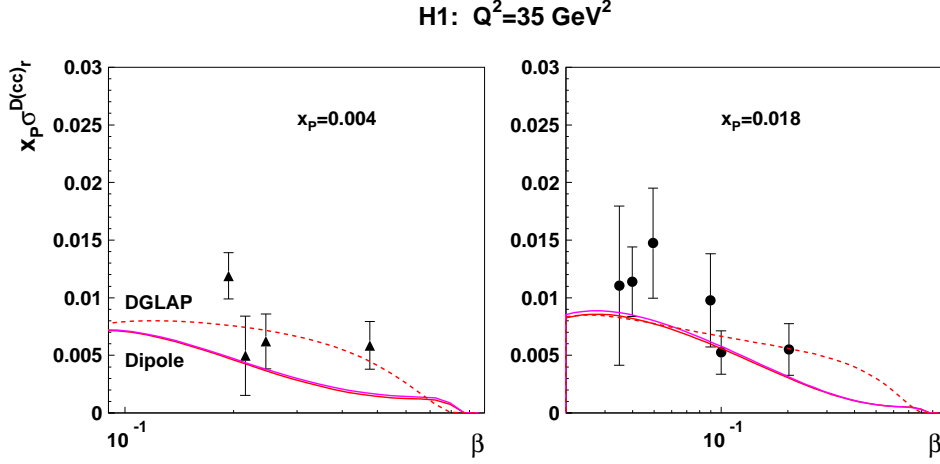 H1: Q²=35 GeV²
x_P σ^D(cc)_r
0.03
0.025
0.02
0.015
0.01
0.005
0
x_P=0.004
DGLAP
Dipole
10⁻¹
β
0.03
0.025
0.02
0.015
0.01
0.005
0
x_P=0.018
10⁻¹
β